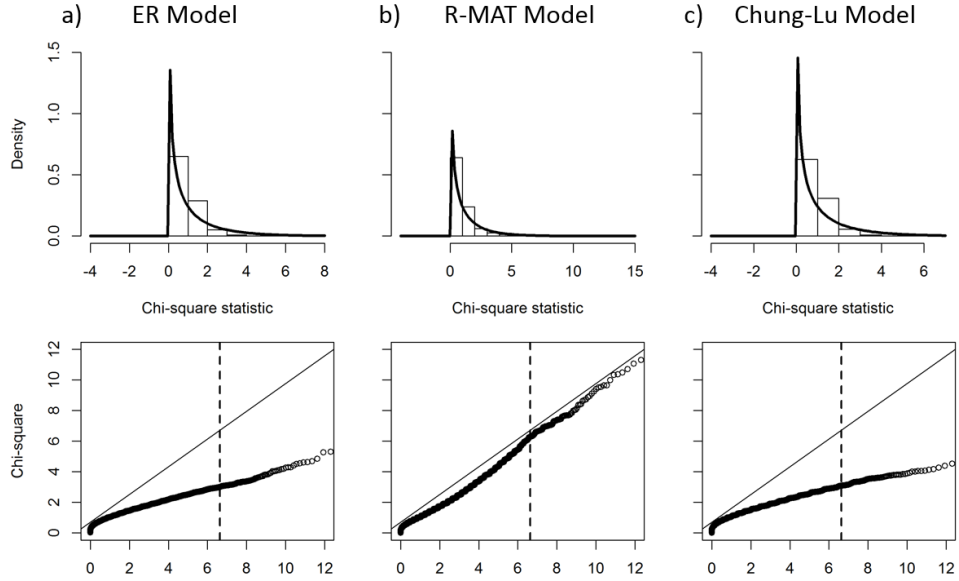 a) ER Model
b) R-MAT Model
c) Chung-Lu Model
Density
0.0 0.5 1.0 1.5
-4 -2 0 2 4 6 8
0 5 10 15
-4 -2 0 2 4 6
Chi-square statistic
Chi-square statistic
Chi-square statistic
Chi-square
0 2 4 6 8 10 12
0 2 4 6 8 10 12
0 2 4 6 8 10 12
0 2 4 6 8 10 12